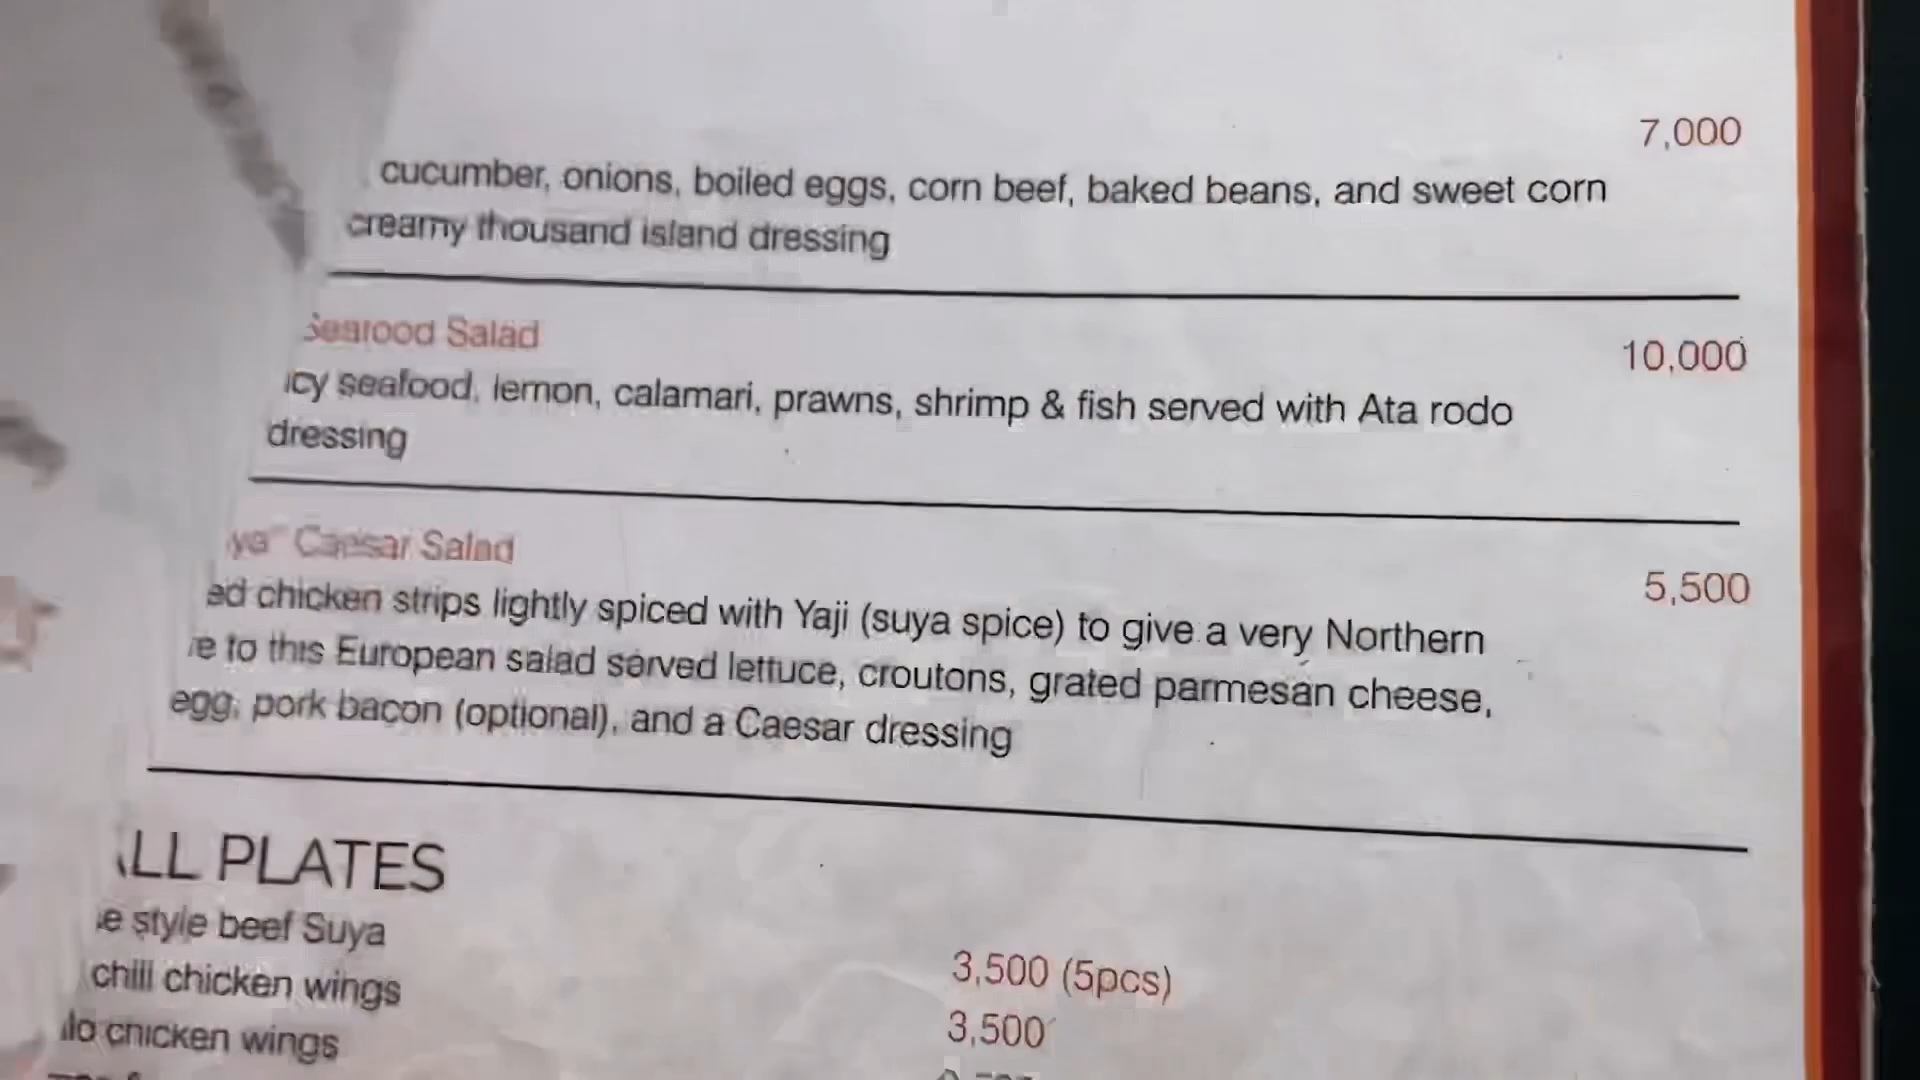 7,000
cucumber, onions, boiled eggs, corn beef, baked beans, and sweet corn
creamy thousand island dressing
Seafood Salad
10,000
icy seafood, lemon, calamari, prawns, shrimp & fish served with Ata rodo
dressing
ya" Caesar Salad
5,500
ed chicken strips lightly spiced with Yaji (suya spice) to give a very Northern
re to this European salad served lettuce, croutons, grated parmesan cheese,
egg, pork bacon (optional), and a Caesar dressing
LL PLATES
e style beef Suya
3,500 (5pcs)
chili chicken wings
3,500
lo chicken wings